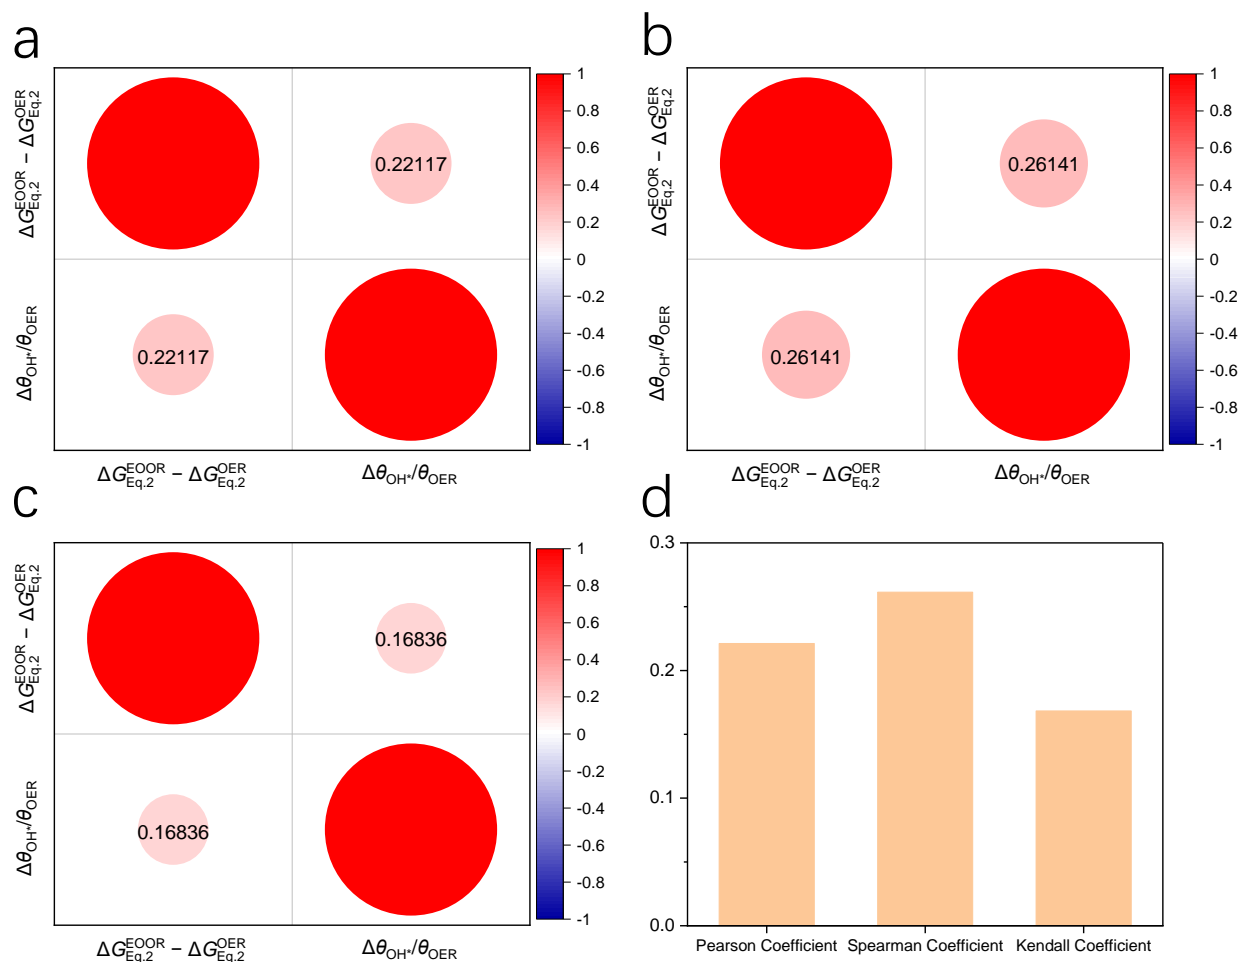 a
ΔG^EOOR_Eq.2 − ΔG^OER_Eq.2
Δθ_OH*/θ_OER
0.22117
0.22117
ΔG^EOOR_Eq.2 − ΔG^OER_Eq.2
Δθ_OH*/θ_OER
1
0.8
0.6
0.4
0.2
0
-0.2
-0.4
-0.6
-0.8
-1
b
ΔG^EOOR_Eq.2 − ΔG^OER_Eq.2
Δθ_OH*/θ_OER
0.26141
0.26141
ΔG^EOOR_Eq.2 − ΔG^OER_Eq.2
Δθ_OH*/θ_OER
1
0.8
0.6
0.4
0.2
0
-0.2
-0.4
-0.6
-0.8
-1
c
ΔG^EOOR_Eq.2 − ΔG^OER_Eq.2
Δθ_OH*/θ_OER
0.16836
0.16836
ΔG^EOOR_Eq.2 − ΔG^OER_Eq.2
Δθ_OH*/θ_OER
1
0.8
0.6
0.4
0.2
0
-0.2
-0.4
-0.6
-0.8
-1
d
0.3
0.2
0.1
0.0
Pearson Coefficient
Spearman Coefficient
Kendall Coefficient